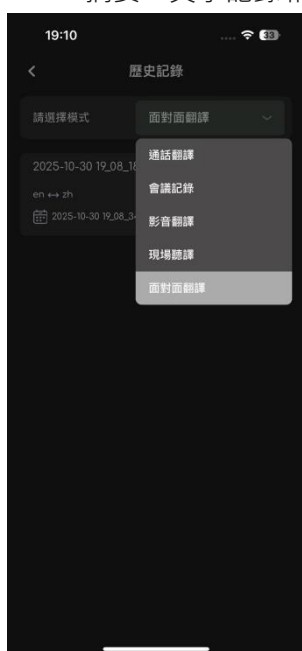 19:10
33
歷史記錄
請選擇模式
面對面翻譯
通話翻譯
會議記錄
影音翻譯
現場聽譯
面對面翻譯
2025-10-30 19_08_18
en ↔ zh
2025-10-30 19_08_3